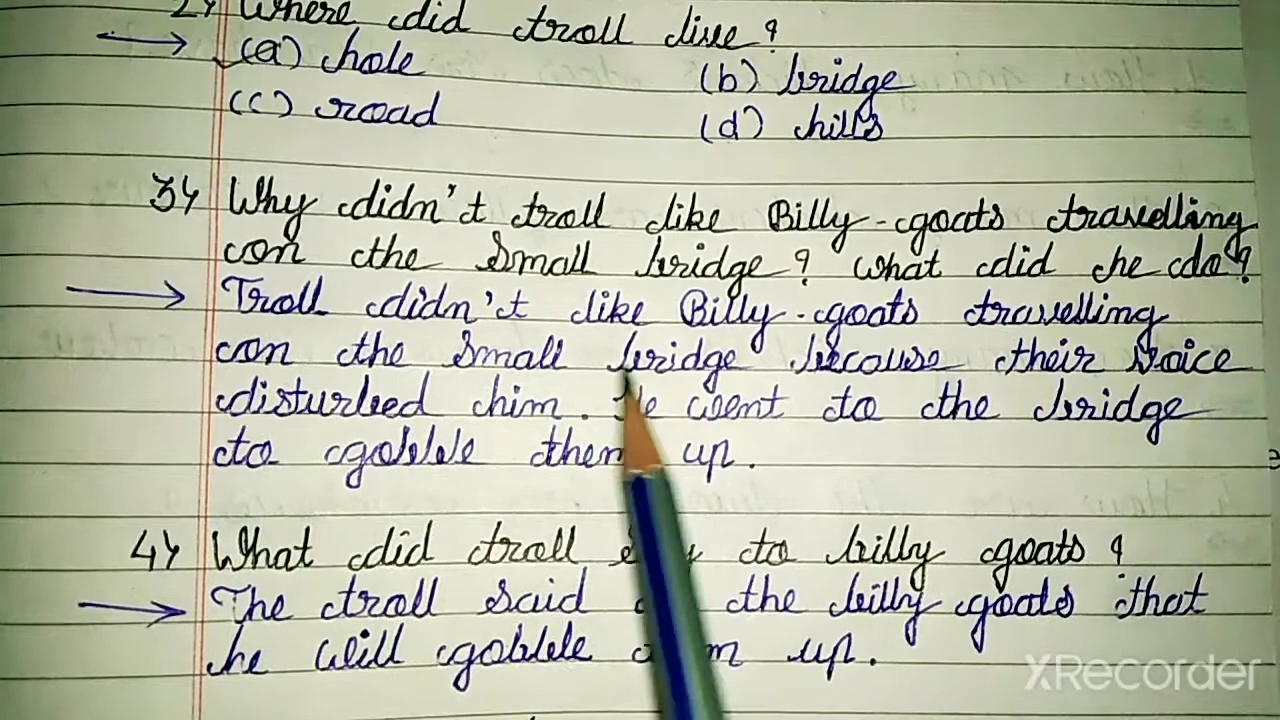 2) Where did troll live?
→ (a) hole (b) bridge
(c) road (d) hills
3) Why didn't troll like Billy-goats travelling
on the small bridge? What did he do?
→ Troll didn't like Billy-goats travelling
on the small bridge because their voice
disturbed him. He went to the bridge
to gobble them up.
4) What did troll say to billy goats?
→ The troll said the billy goats that
he will gobble them up.
XRecorder